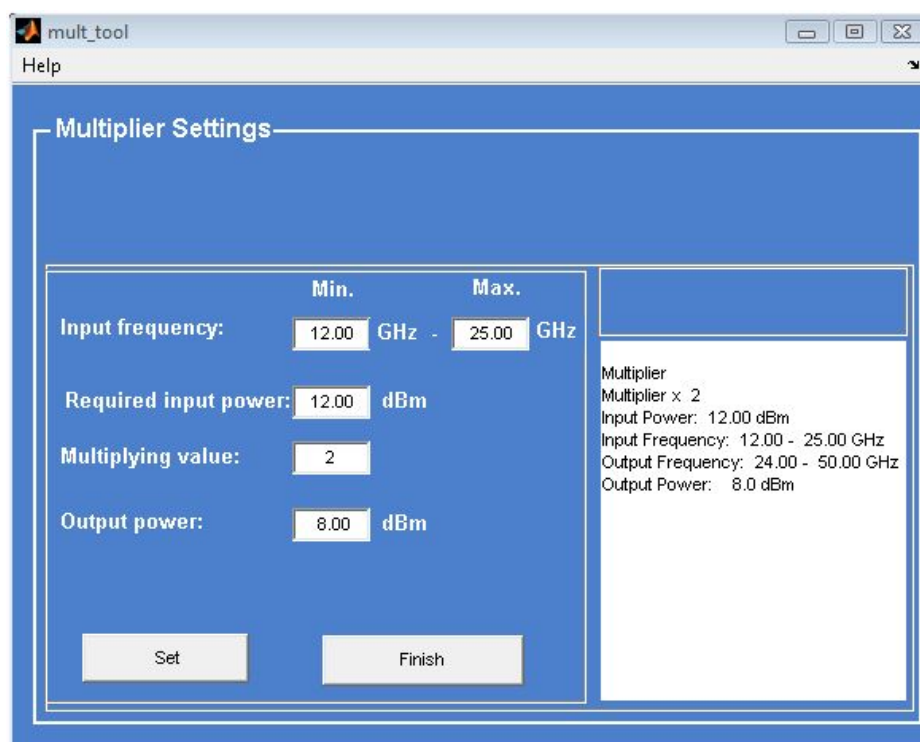 mult_tool
Help
Multiplier Settings
Min. Max.
Input frequency: 12.00 GHz - 25.00 GHz
Required input power: 12.00 dBm
Multiplying value: 2
Output power: 8.00 dBm
Set Finish
Multiplier
Multiplier x 2
Input Power: 12.00 dBm
Input Frequency: 12.00 - 25.00 GHz
Output Frequency: 24.00 - 50.00 GHz
Output Power: 8.0 dBm